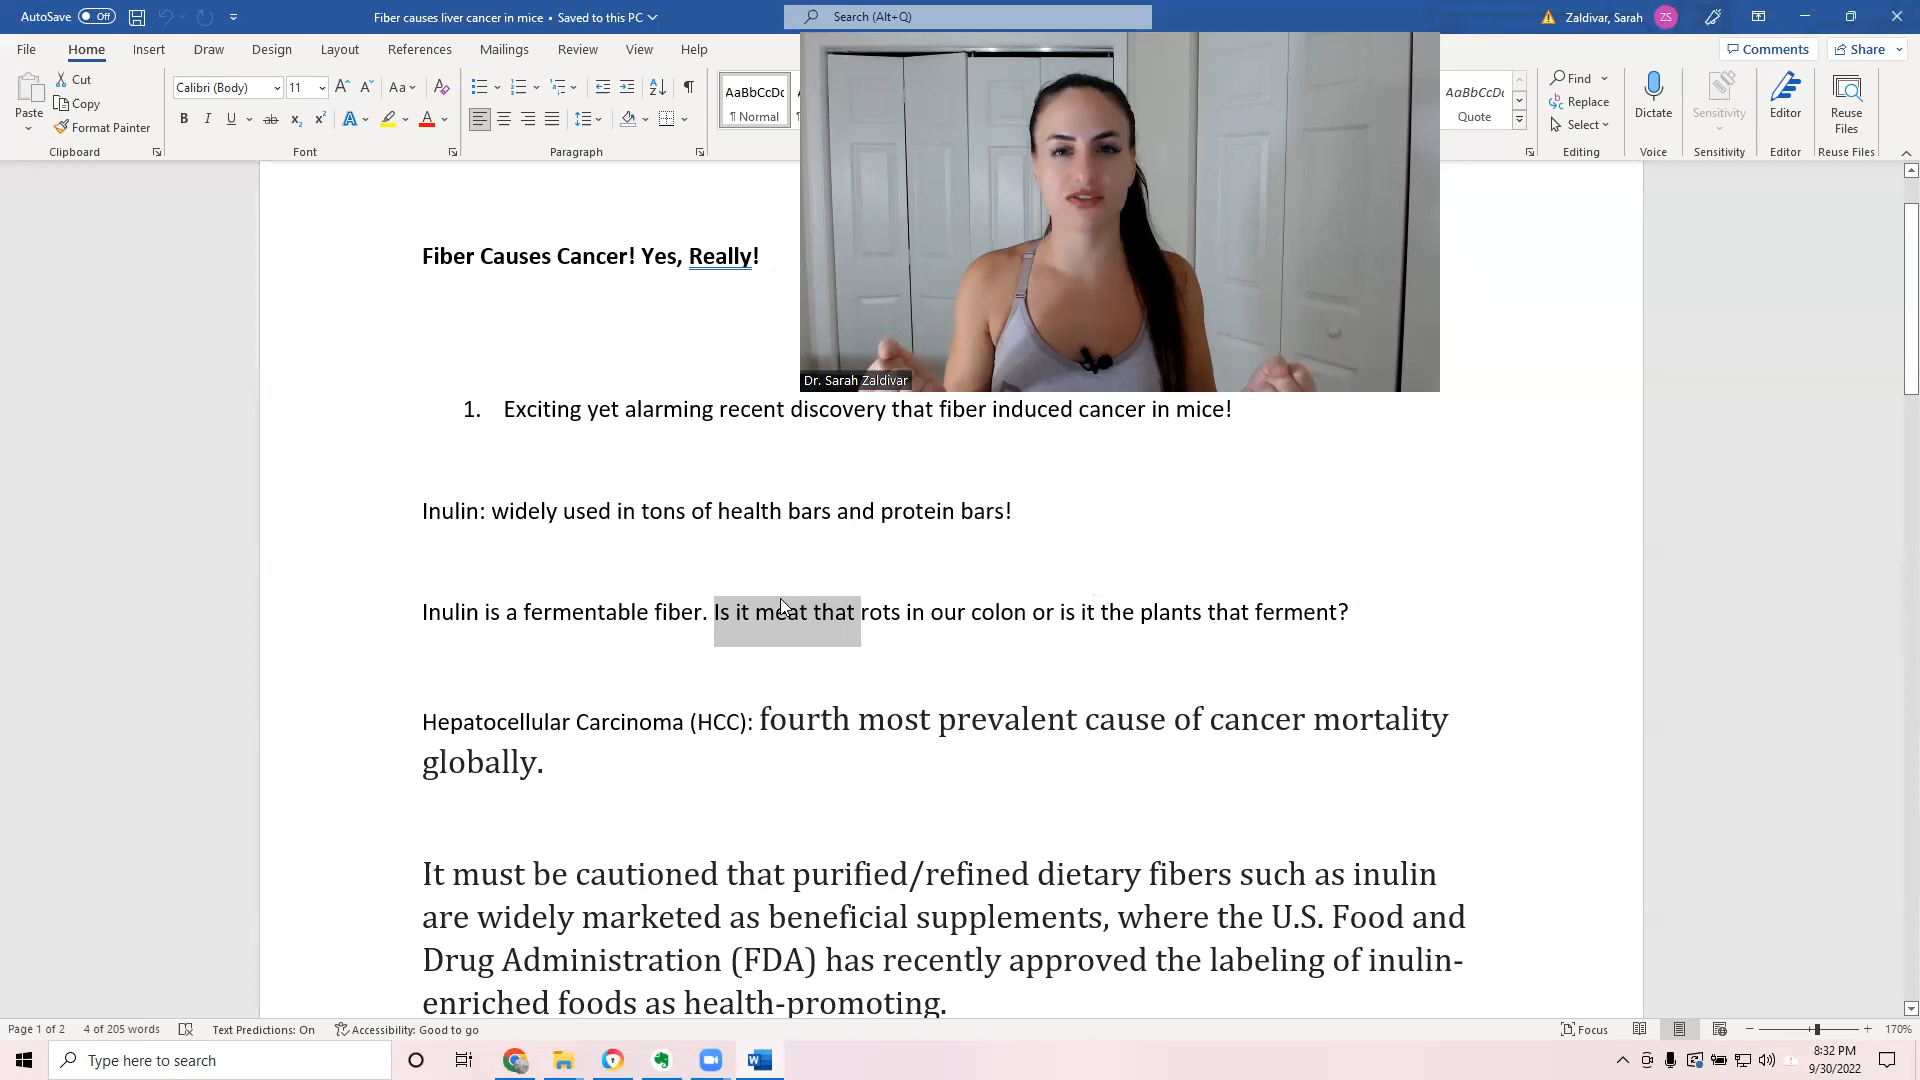 AutoSave Off Fiber causes liver cancer in mice • Saved to this PC Search (Alt+Q) Zaldivar, Sarah ZS
File Home Insert Draw Design Layout References Mailings Review View Help Comments Share
Paste Cut Copy Format Painter
Clipboard
Calibri (Body) 11
Font
Paragraph
AaBbCcDc
¶ Normal
AaBbCcDc
Quote
Find
Replace
Select
Editing
Dictate
Voice
Sensitivity
Sensitivity
Editor
Editor
Reuse Files
Reuse Files
Dr. Sarah Zaldivar
Fiber Causes Cancer! Yes, Really!
1. Exciting yet alarming recent discovery that fiber induced cancer in mice!
Inulin: widely used in tons of health bars and protein bars!
Inulin is a fermentable fiber. Is it meat that rots in our colon or is it the plants that ferment?
Hepatocellular Carcinoma (HCC): fourth most prevalent cause of cancer mortality
globally.
It must be cautioned that purified/refined dietary fibers such as inulin
are widely marketed as beneficial supplements, where the U.S. Food and
Drug Administration (FDA) has recently approved the labeling of inulin-
enriched foods as health-promoting.
Page 1 of 2 4 of 205 words Text Predictions: On Accessibility: Good to go Focus 170%
Type here to search 8:32 PM
9/30/2022